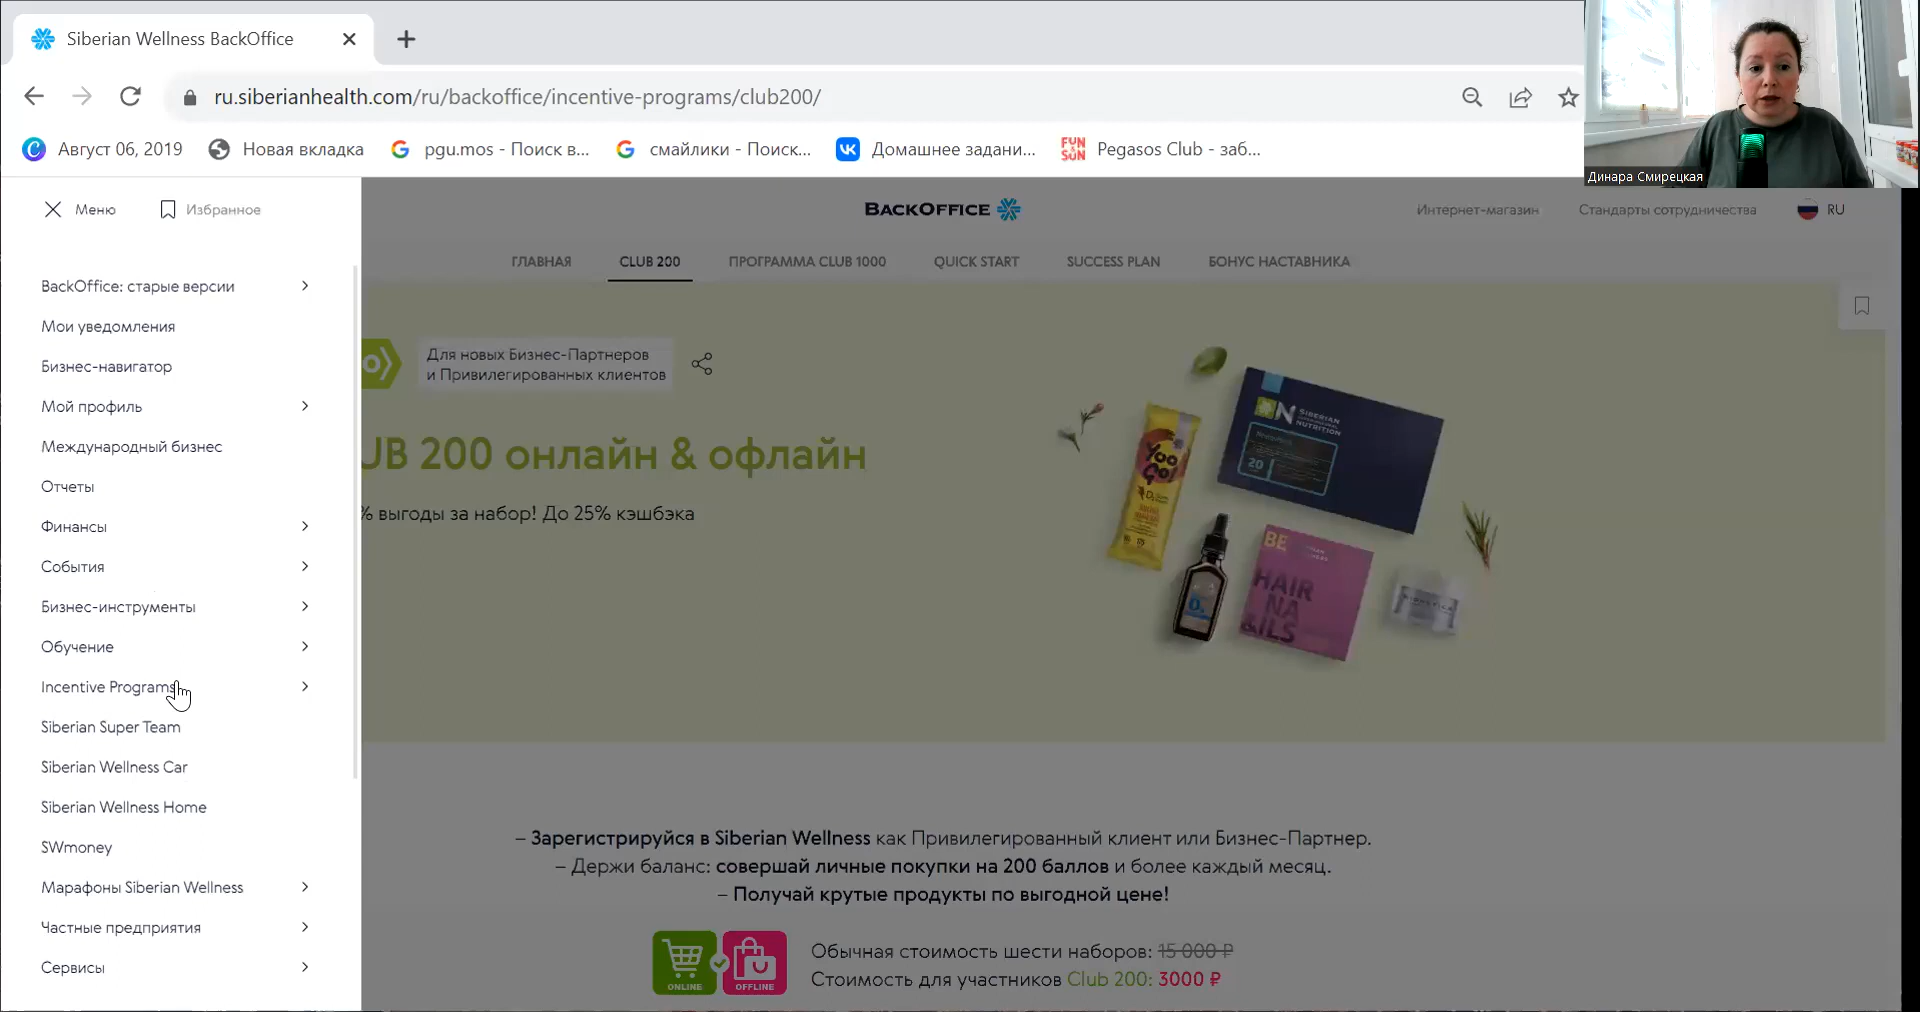 Siberian Wellness BackOffice
ru.siberianhealth.com/ru/backoffice/incentive-programs/club200/
Август 06, 2019
Новая вкладка
pgu.mos - Поиск в...
смайлики - Поиск...
Домашнее задани...
FUN&SUN
Pegasos Club - заб...
Динара Смирецкая
Меню
Избранное
BACKOFFICE
Интернет-магазин
Стандарты сотрудничества
RU
ГЛАВНАЯ
CLUB 200
ПРОГРАММА CLUB 1000
QUICK START
SUCCESS PLAN
БОНУС НАСТАВНИКА
BackOffice: старые версии
Мои уведомления
Бизнес-навигатор
Мой профиль
Международный бизнес
Отчеты
Финансы
События
Бизнес-инструменты
Обучение
Incentive Programs
Siberian Super Team
Siberian Wellness Car
Siberian Wellness Home
SWmoney
Марафоны Siberian Wellness
Частные предприятия
Сервисы
Для новых Бизнес-Партнеров
и Привилегированных клиентов
UB 200 онлайн & офлайн
% выгоды за набор! До 25% кэшбэка
SIBERIAN
NUTRITION
20
YOO
GO!
BE
HAIR
NA
&ILS
– Зарегистрируйся в Siberian Wellness как Привилегированный клиент или Бизнес-Партнер.
– Держи баланс: совершай личные покупки на 200 баллов и более каждый месяц.
– Получай крутые продукты по выгодной цене!
ONLINE
OFFLINE
Обычная стоимость шести наборов: 15 000 ₽
Стоимость для участников Club 200: 3000 ₽